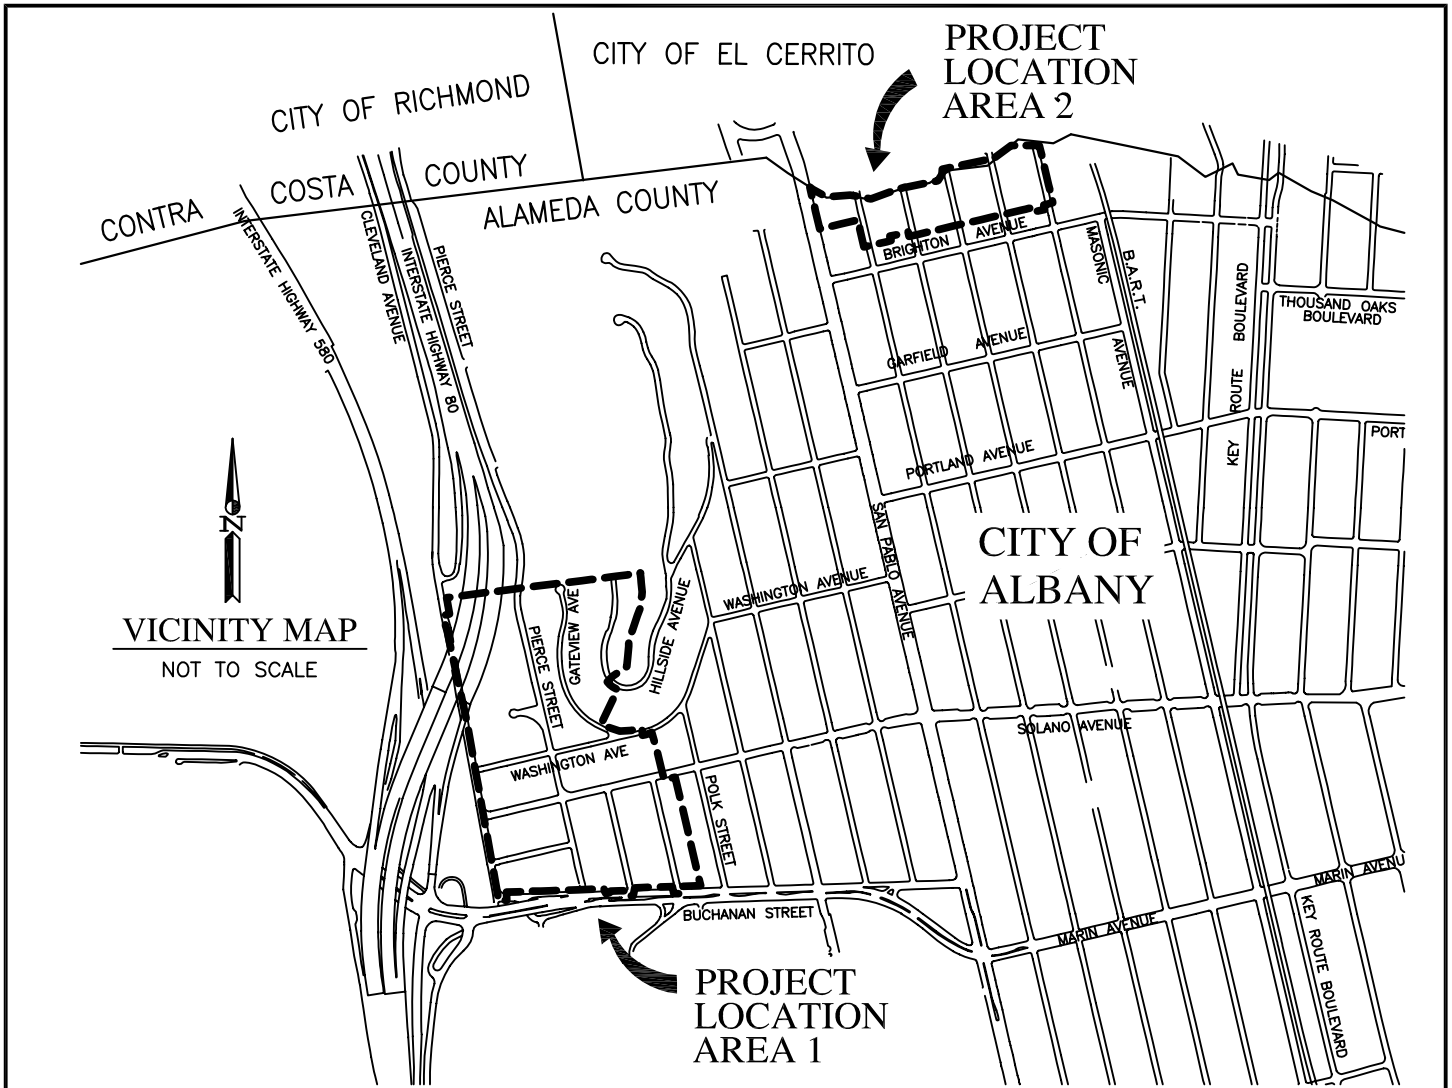 CITY OF EL CERRITO
PROJECT
LOCATION
AREA 2
CITY OF RICHMOND
CONTRA COSTA COUNTY
ALAMEDA COUNTY
INTERSTATE HIGHWAY 580
CLEVELAND AVENUE
INTERSTATE HIGHWAY 80
PIERCE STREET
BRIGHTON AVENUE
MASONIC AVENUE
B.A.R.T.
KEY ROUTE BOULEVARD
THOUSAND OAKS
BOULEVARD
GARFIELD AVENUE
PORTLAND AVENUE
PORT
SAN PABLO AVENUE
CITY OF
ALBANY
N
VICINITY MAP
NOT TO SCALE
WASHINGTON AVENUE
GATEVIEW AVE
HILLSIDE AVENUE
PIERCE STREET
SOLANO AVENUE
WASHINGTON AVE
POLK STREET
MARIN AVENU
BUCHANAN STREET
MARIN AVENUE
KEY ROUTE BOULEVARD
PROJECT
LOCATION
AREA 1